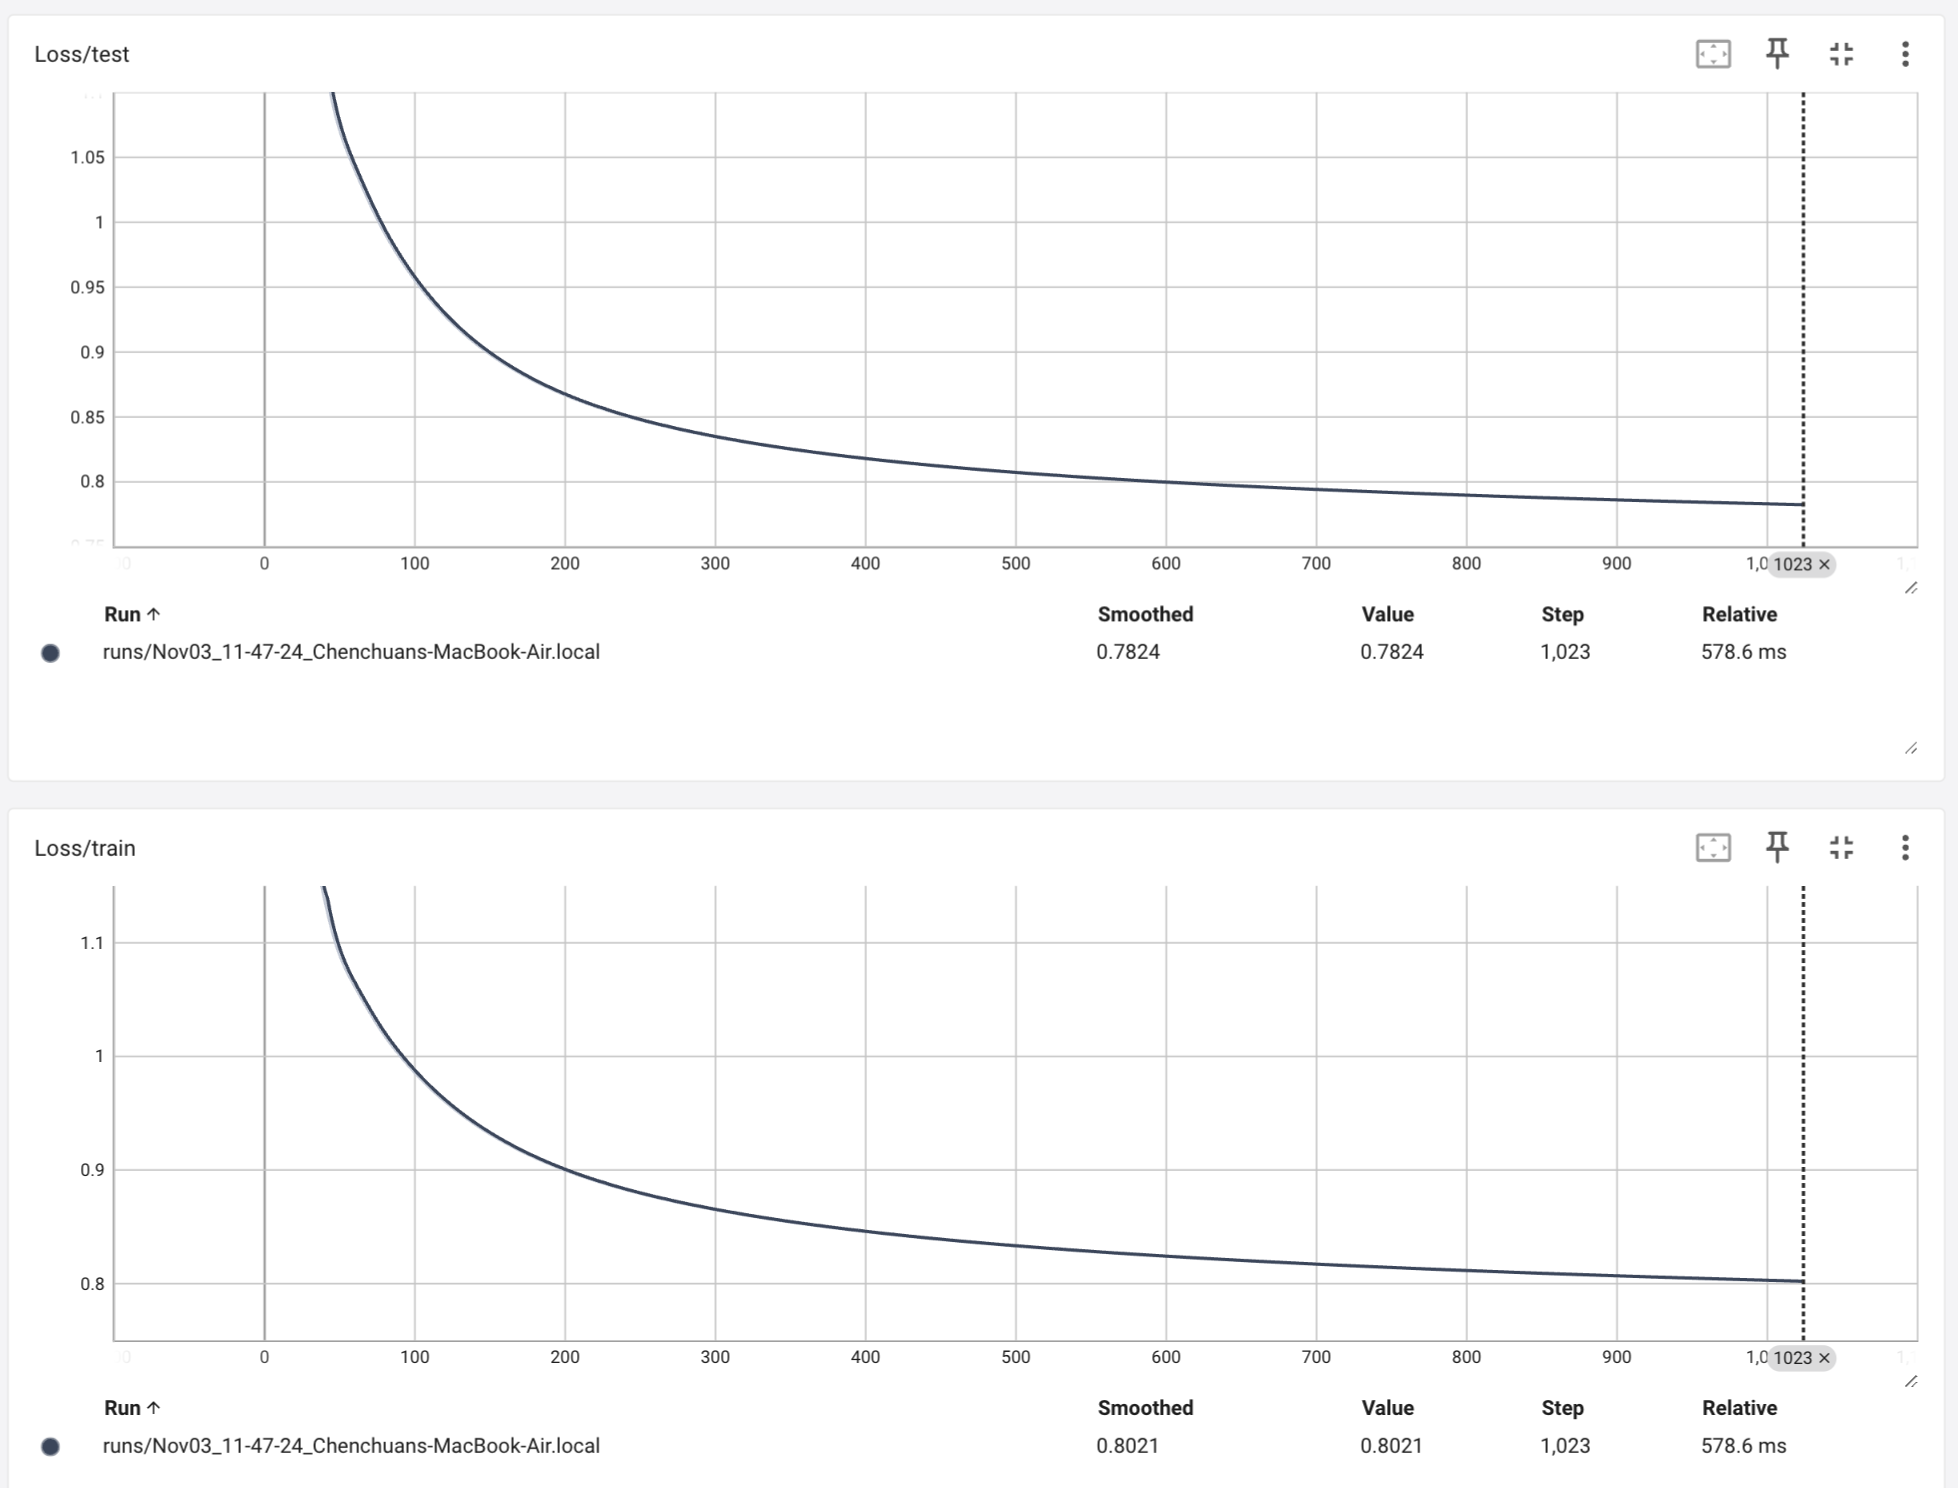 Loss/test
1.05
1
0.95
0.9
0.85
0.8
0 100 200 300 400 500 600 700 800 900 1,0 1023 ×
Run ↑ Smoothed Value Step Relative
runs/Nov03_11-47-24_Chenchuans-MacBook-Air.local 0.7824 0.7824 1,023 578.6 ms
Loss/train
1.1
1
0.9
0.8
0 100 200 300 400 500 600 700 800 900 1,0 1023 ×
Run ↑ Smoothed Value Step Relative
runs/Nov03_11-47-24_Chenchuans-MacBook-Air.local 0.8021 0.8021 1,023 578.6 ms